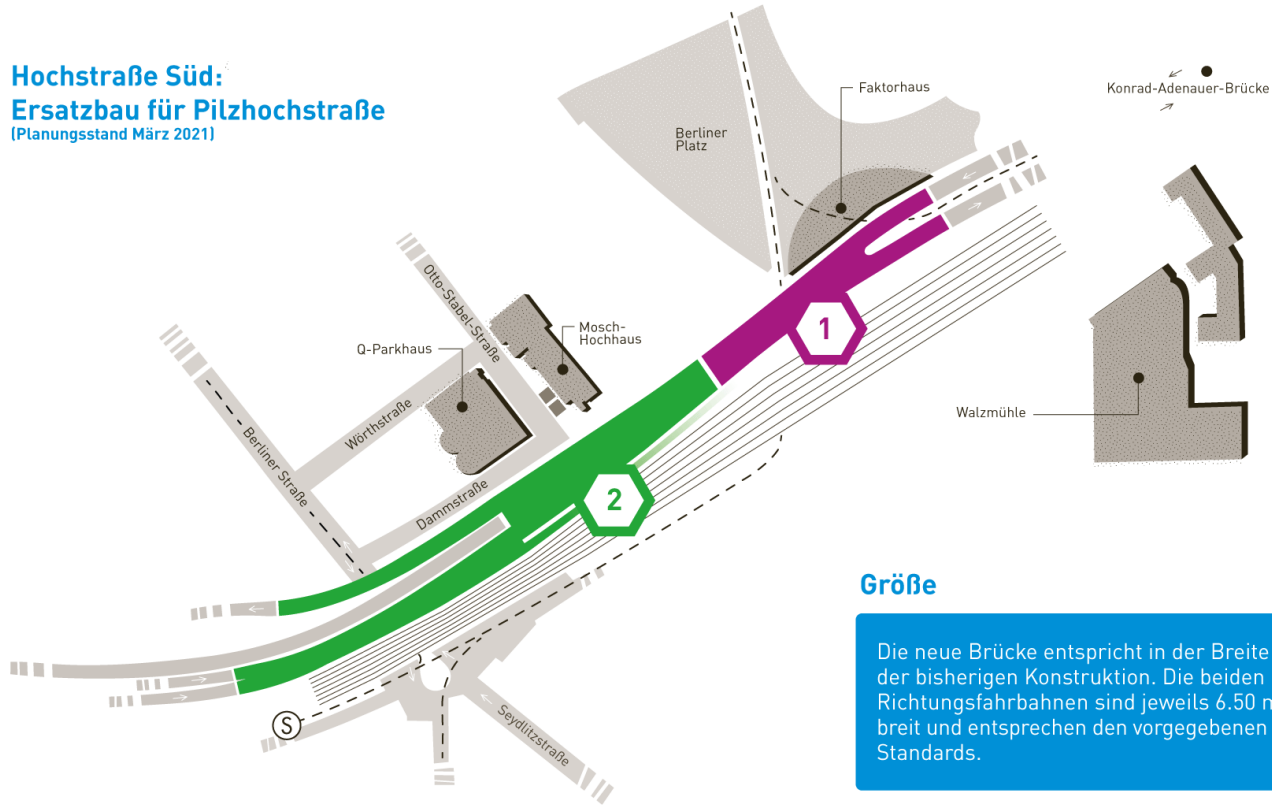 Hochstraße Süd:
Ersatzbau für Pilzhochstraße
(Planungsstand März 2021)
Faktorhaus
Konrad-Adenauer-Brücke
Berliner
Platz
Otto-Stabel-Straße
Mosch-
Hochhaus
Q-Parkhaus
1
Wörthstraße
Walzmühle
Berliner Straße
Dammstraße
2
Größe
Die neue Brücke entspricht in der Breite
der bisherigen Konstruktion. Die beiden
Richtungsfahrbahnen sind jeweils 6.50 m
breit und entsprechen den vorgegebenen
Standards.
S
Seydlitzstraße